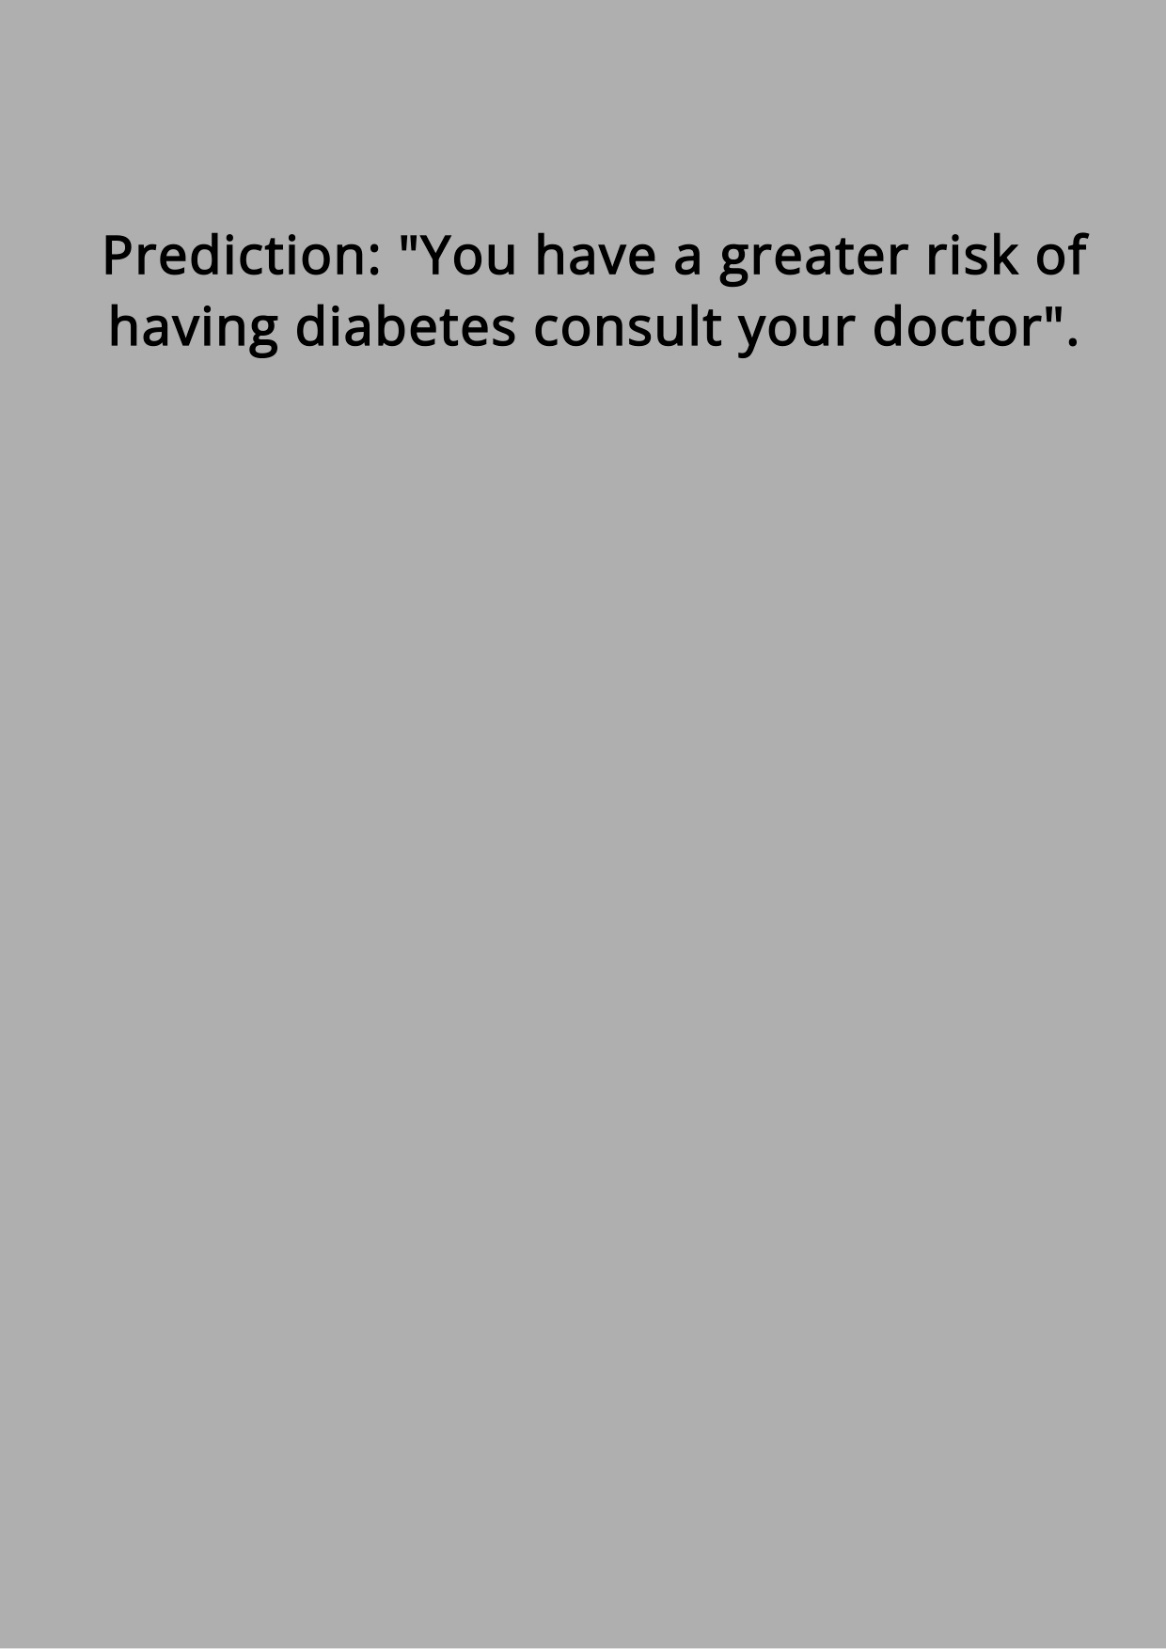 Prediction: "You have a greater risk of
having diabetes consult your doctor".